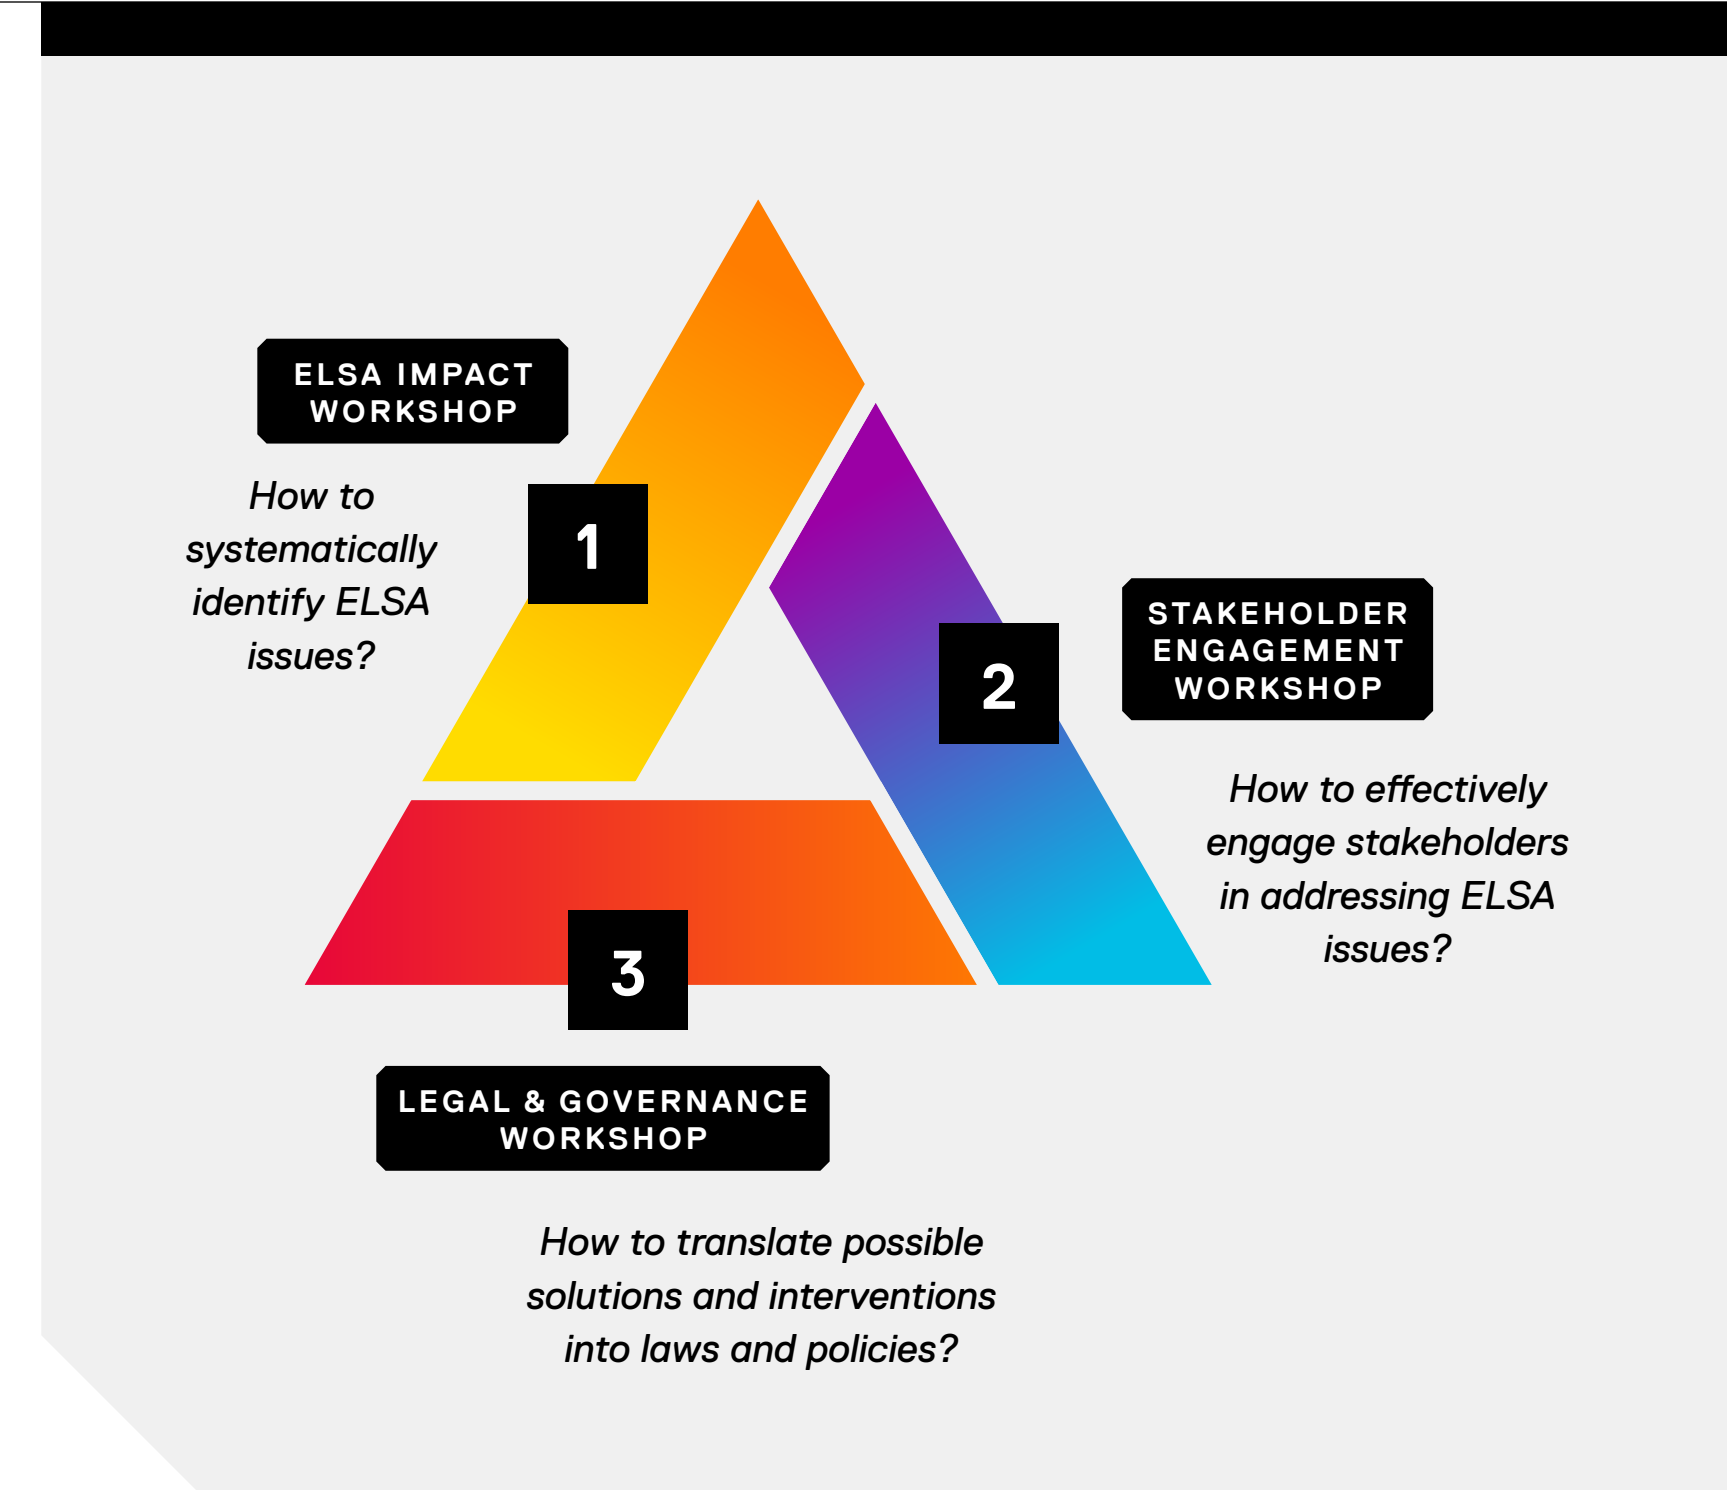 ELSA IMPACT
WORKSHOP
How to
systematically
identify ELSA
issues?
1
2
STAKEHOLDER
ENGAGEMENT
WORKSHOP
How to effectively
engage stakeholders
in addressing ELSA
issues?
3
LEGAL & GOVERNANCE
WORKSHOP
How to translate possible
solutions and interventions
into laws and policies?